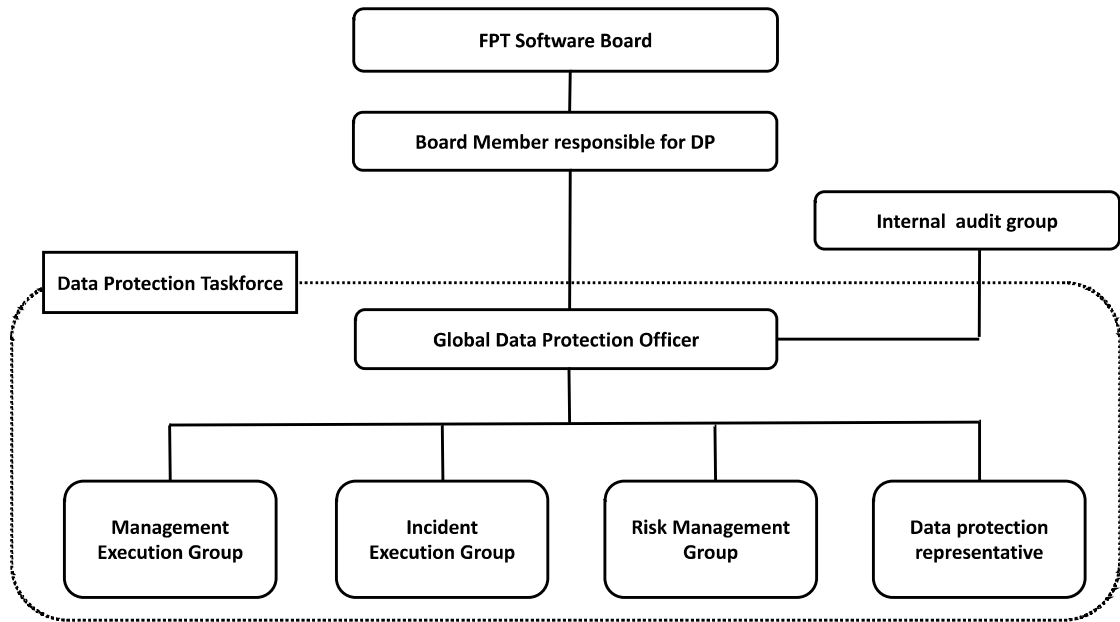 FPT Software Board
Board Member responsible for DP
Internal audit group
Data Protection Taskforce
Global Data Protection Officer
Management
Execution Group
Incident
Execution Group
Risk Management
Group
Data protection
representative